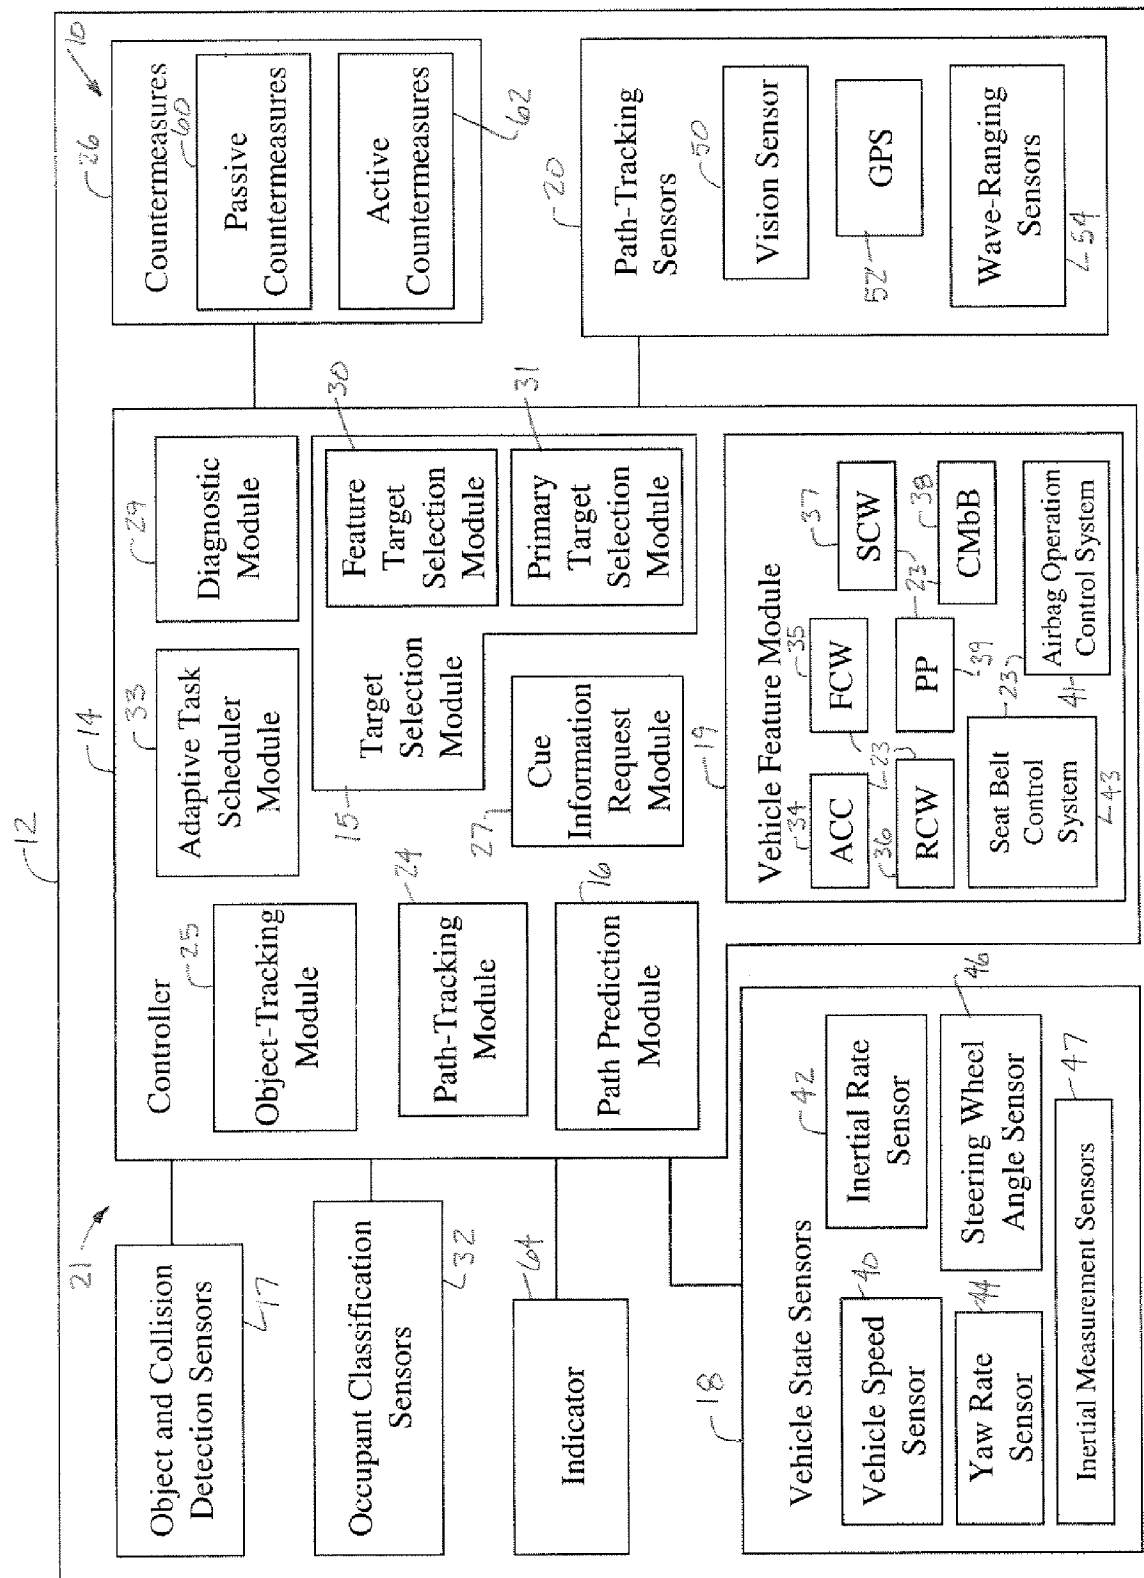 12
10
21
14
26
Object and Collision
Detection Sensors
17
Occupant Classification
Sensors
32
Indicator
64
Controller
25
Object-Tracking
Module
24
Path-Tracking
Module
16
Path Prediction
Module
33
Adaptive Task
Scheduler
Module
29
Diagnostic
Module
15
Target
Selection
Module
30
Feature
Target
Selection
Module
31
Primary
Target
Selection
Module
27
Cue
Information
Request
Module
19
Vehicle Feature Module
34
ACC
35
FCW
37
SCW
36
RCW
23
PP
39
23
38
CMbB
Seat Belt
Control
System
43
23
Airbag Operation
Control System
41
Countermeasures
60
Passive
Countermeasures
Active
Countermeasures
62
20
Path-Tracking
Sensors
50
Vision Sensor
52
GPS
Wave-Ranging
Sensors
54
18
Vehicle State Sensors
40
Vehicle Speed
Sensor
42
Inertial Rate
Sensor
44
Yaw Rate
Sensor
46
Steering Wheel
Angle Sensor
47
Inertial Measurement Sensors